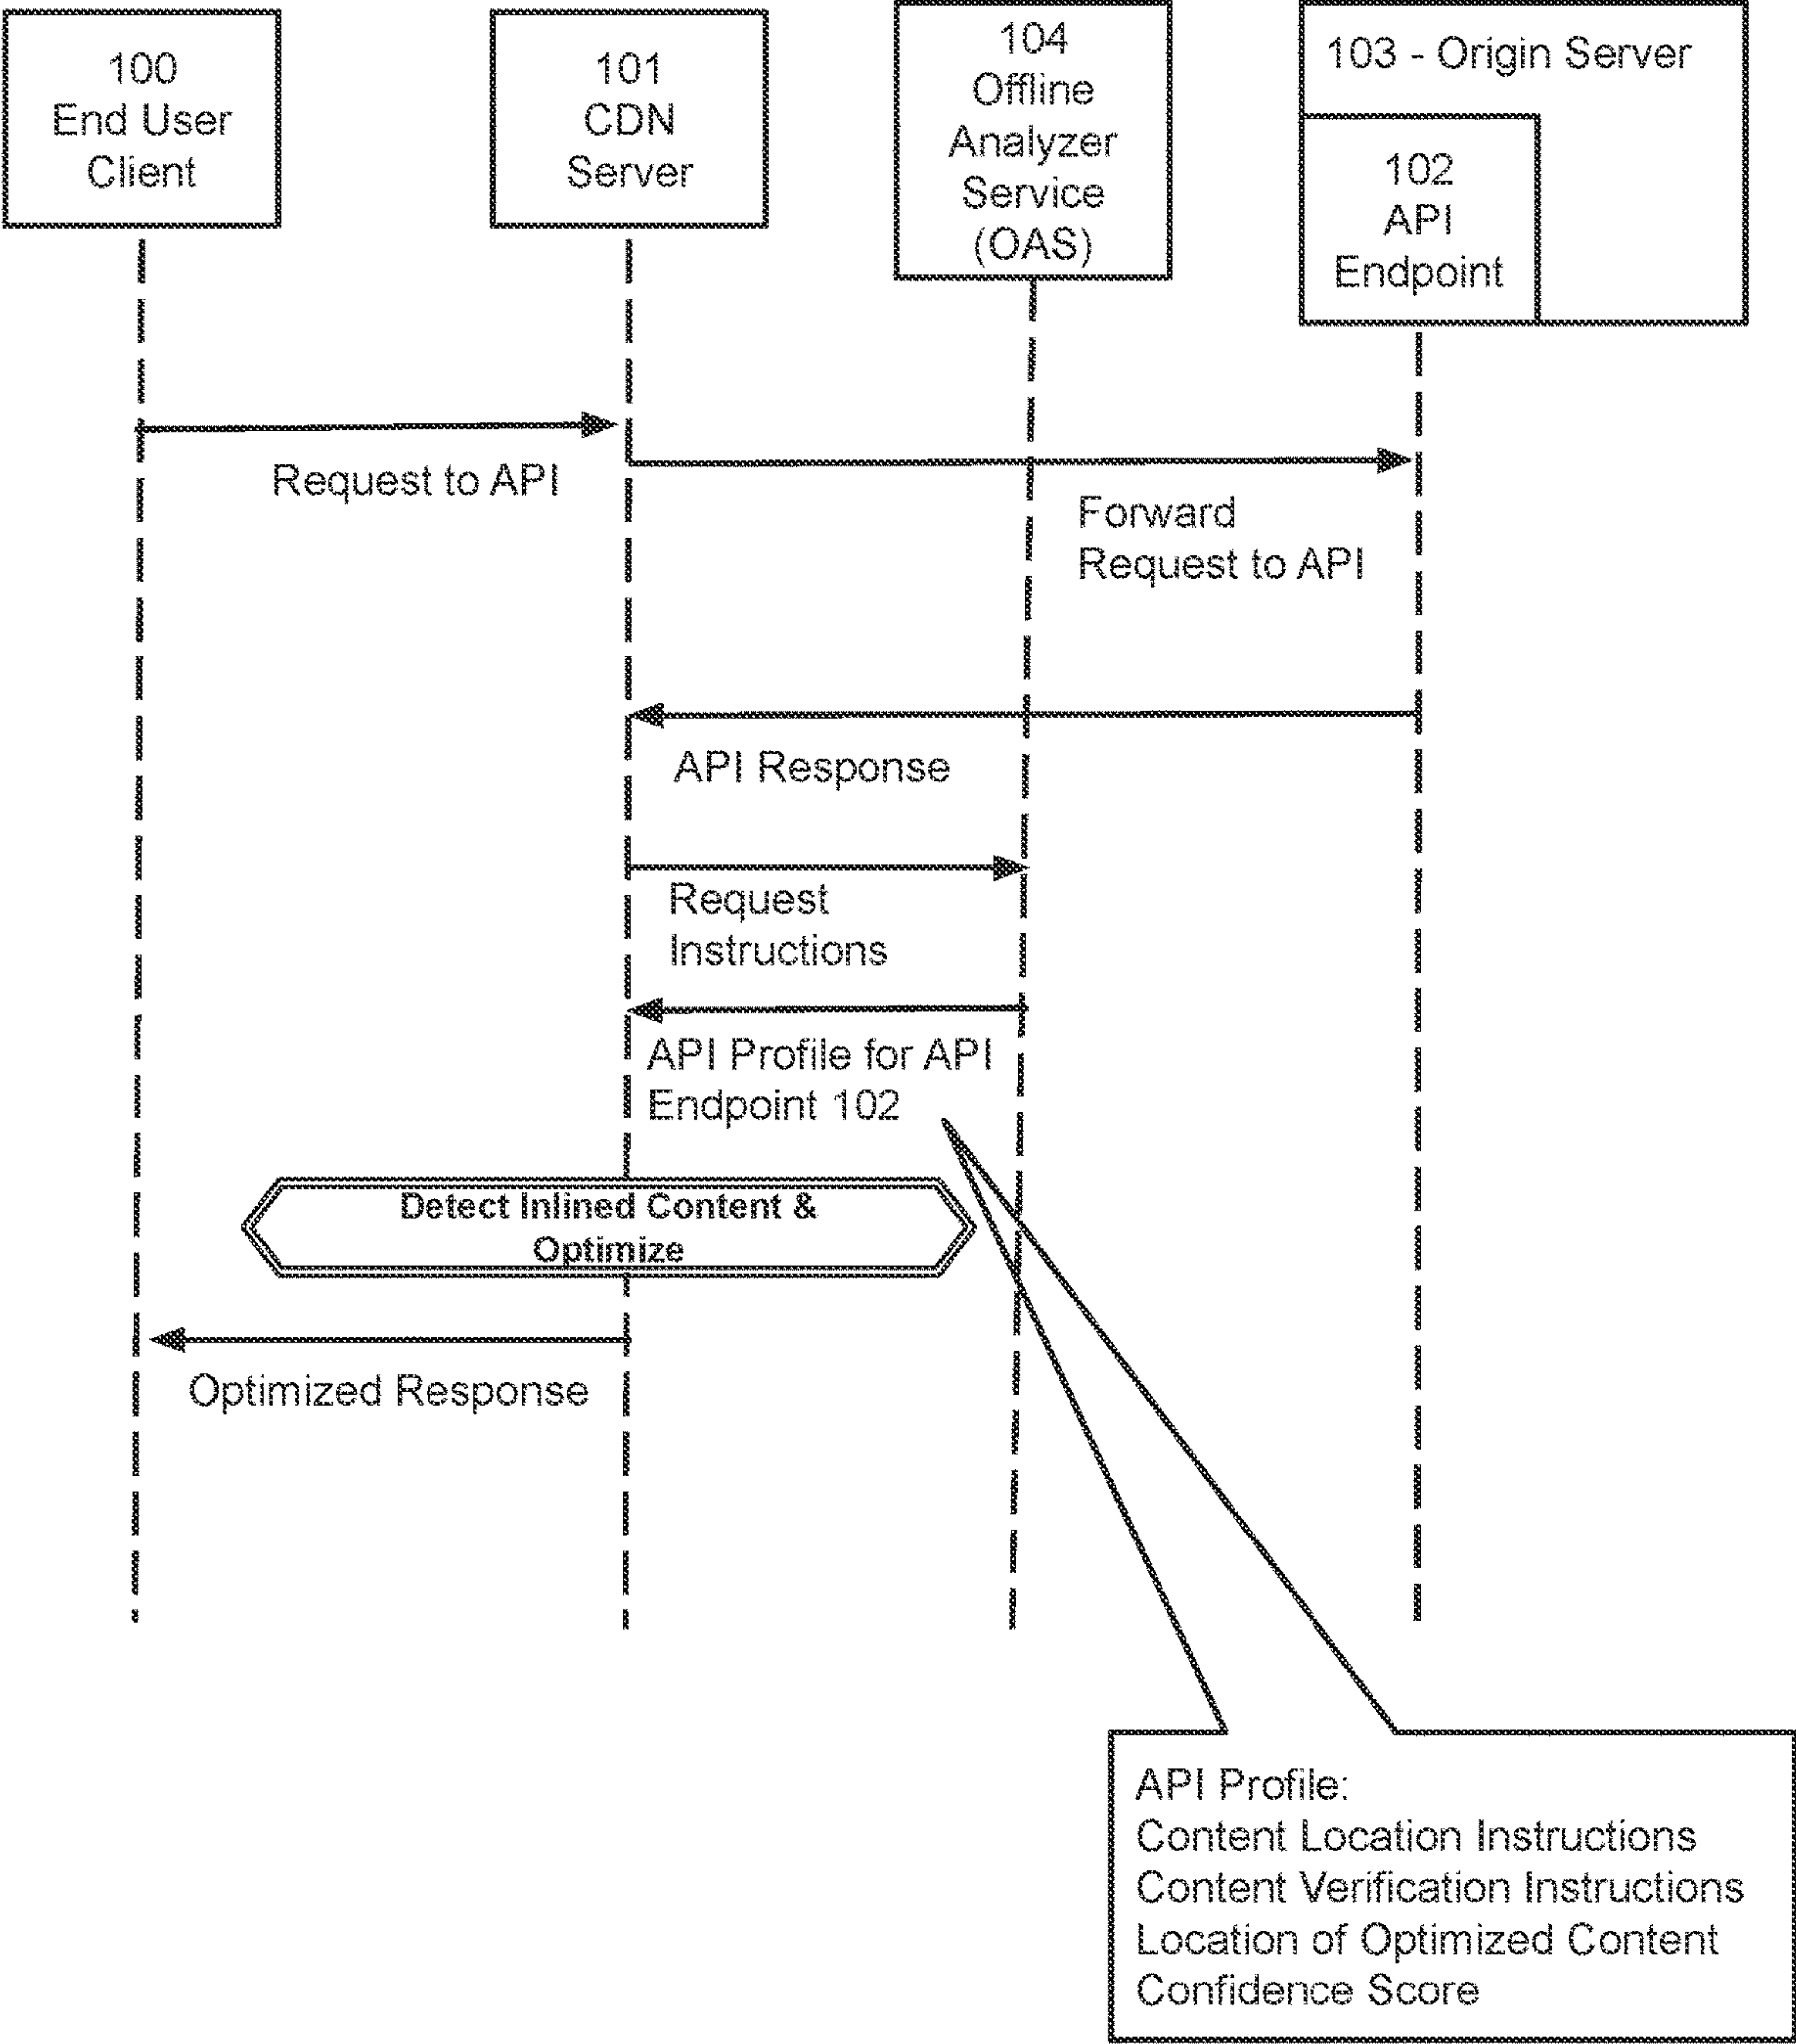 100
End User
Client
101
CDN
Server
104
Offline
Analyzer
Service
(OAS)
103 - Origin Server
102
API
Endpoint
Request to API
Forward
Request to API
API Response
Request
Instructions
API Profile for API
Endpoint 102
Detect Inlined Content &
Optimize
Optimized Response
API Profile:
Content Location Instructions
Content Verification Instructions
Location of Optimized Content
Confidence Score